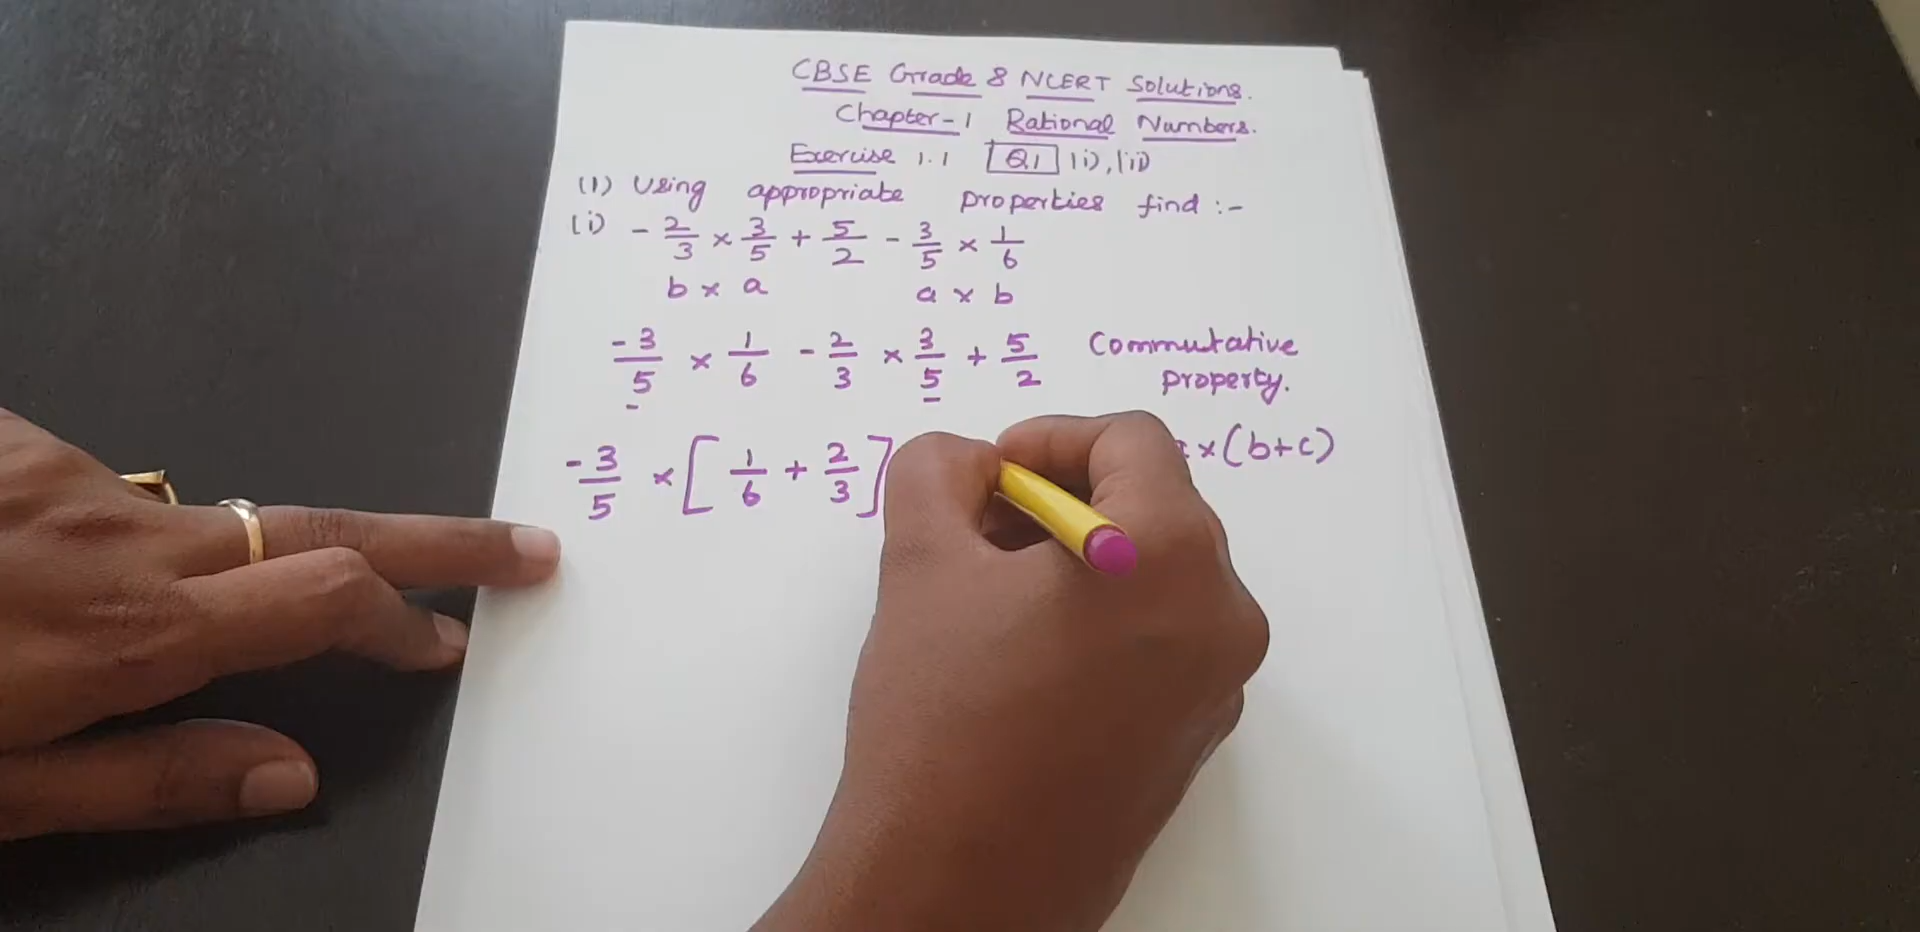 CBSE Grade 8 NCERT Solutions.
Chapter-1 Rational Numbers.
Exercise 1.1 Q.1 (i), (ii)
(1) Using appropriate properties find :-
(i) - 2/3 × 3/5 + 5/2 - 3/5 × 1/6
b × a a × b
-3/5 × 1/6 - 2/3 × 3/5 + 5/2 Commutative
property.
-3/5 × [ 1/6 + 2/3 ] × (b+c)